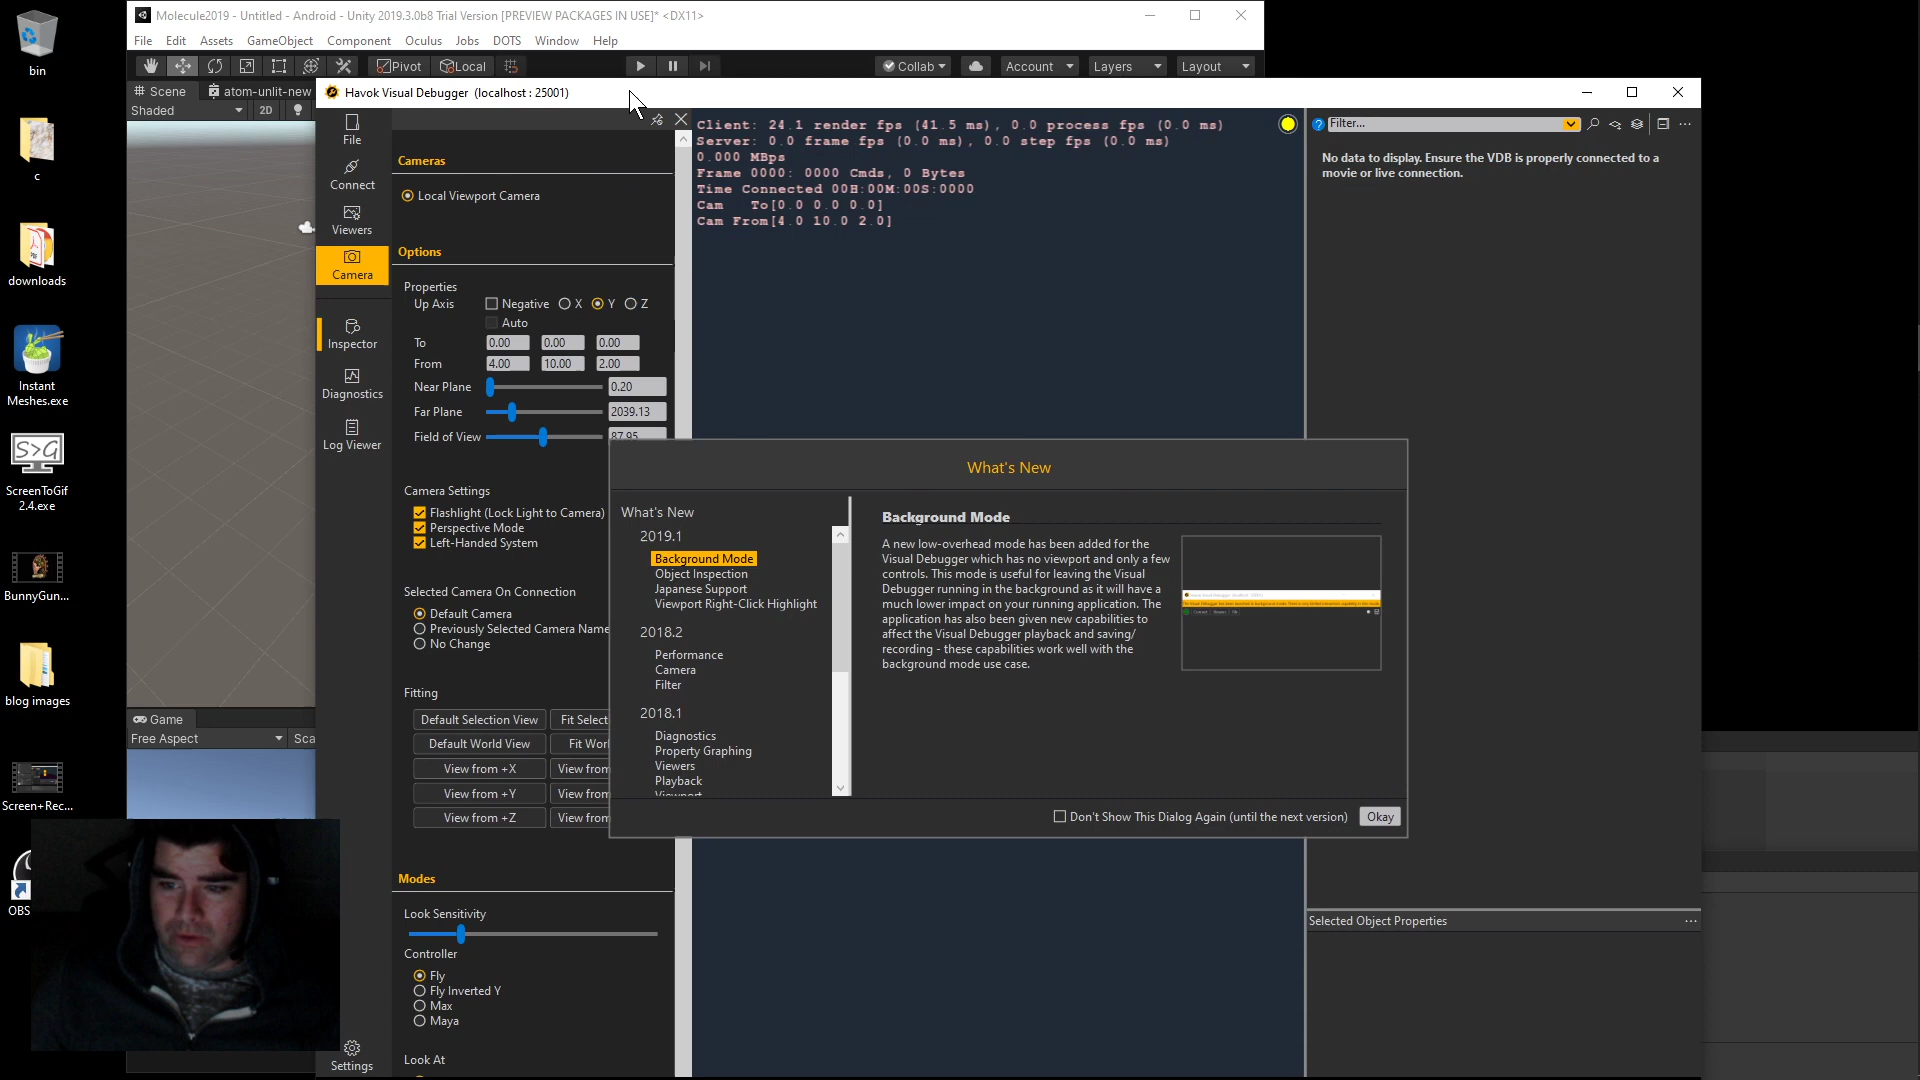 Molecule2019 - Untitled - Android - Unity 2019.3.0b8 Trial Version [PREVIEW PACKAGES IN USE]* <DX11>
File Edit Assets GameObject Component Oculus Jobs DOTS Window Help
Pivot Local Collab Account Layers Layout
Scene atom-unlit-new
Shaded 2D
Havok Visual Debugger (localhost : 25001)
bin
c
downloads
Instant
Meshes.exe
S>G
ScreenToGif
2.4.exe
BunnyGun...
blog images
Screen+Rec...
OBS
Game
Free Aspect Sca
File
Connect
Viewers
Camera
Inspector
Diagnostics
Log Viewer
Settings
Cameras
Local Viewport Camera
Options
Properties
Up Axis Negative X Y Z
Auto
To 0.00 0.00 0.00
From 4.00 10.00 2.00
Near Plane 0.20
Far Plane 2039.13
Field of View 87.95
Camera Settings
Flashlight (Lock Light to Camera)
Perspective Mode
Left-Handed System
Selected Camera On Connection
Default Camera
Previously Selected Camera Name
No Change
Fitting
Default Selection View Fit Select
Default World View Fit Worl
View from +X View from
View from +Y View from
View from +Z View from
Modes
Look Sensitivity
Controller
Fly
Fly Inverted Y
Max
Maya
Look At
Client: 24.1 render fps (41.5 ms), 0.0 process fps (0.0 ms)
Server: 0.0 frame fps (0.0 ms), 0.0 step fps (0.0 ms)
0.000 MBps
Frame 0000: 0000 Cmds, 0 Bytes
Time Connected 00H:00M:00S:0000
Cam To[0.0 0.0 0.0]
Cam From[4.0 10.0 2.0]
Filter...
No data to display. Ensure the VDB is properly connected to a
movie or live connection.
Selected Object Properties
What's New
What's New
2019.1
Background Mode
Object Inspection
Japanese Support
Viewport Right-Click Highlight
2018.2
Performance
Camera
Filter
2018.1
Diagnostics
Property Graphing
Viewers
Playback
Viewport
Background Mode
A new low-overhead mode has been added for the
Visual Debugger which has no viewport and only a few
controls. This mode is useful for leaving the Visual
Debugger running in the background as it will have a
much lower impact on your running application. The
application has also been given new capabilities to
affect the Visual Debugger playback and saving/
recording - these capabilities work well with the
background mode use case.
Don't Show This Dialog Again (until the next version) Okay